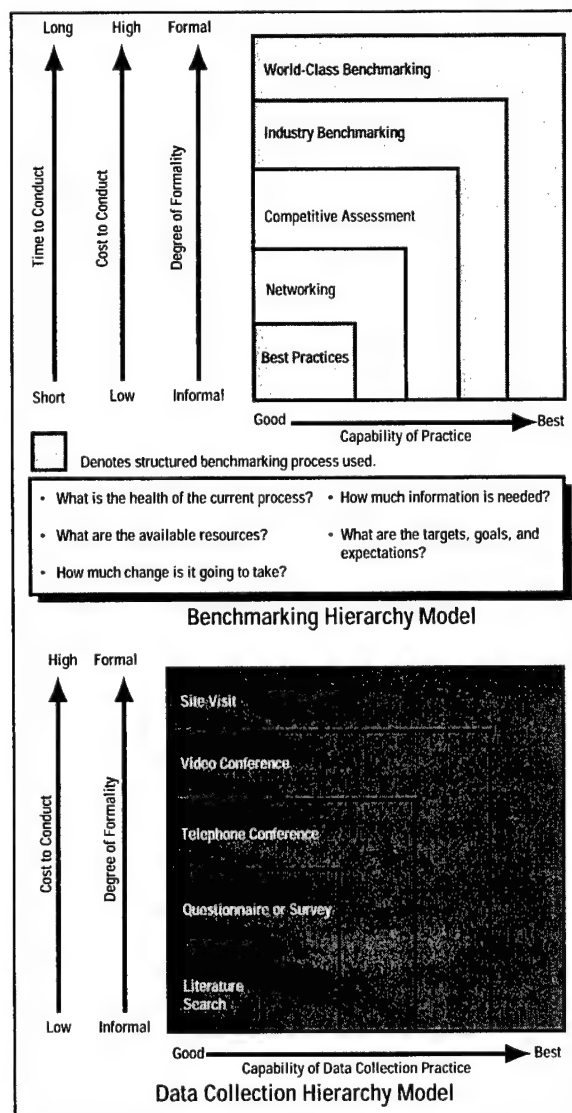 Long High Formal
World-Class Benchmarking
Industry Benchmarking
Time to Conduct
Cost to Conduct
Degree of Formality
Competitive Assessment
Networking
Best Practices
Short Low Informal
Good Best
Capability of Practice
Denotes structured benchmarking process used.
• What is the health of the current process? • How much information is needed?
• What are the available resources? • What are the targets, goals, and
expectations?
• How much change is it going to take?
Benchmarking Hierarchy Model
High Formal
Site Visit
Video Conference
Cost to Conduct
Degree of Formality
Telephone Conference
Questionnaire or Survey
Literature
Search
Low Informal
Good Best
Capability of Data Collection Practice
Data Collection Hierarchy Model